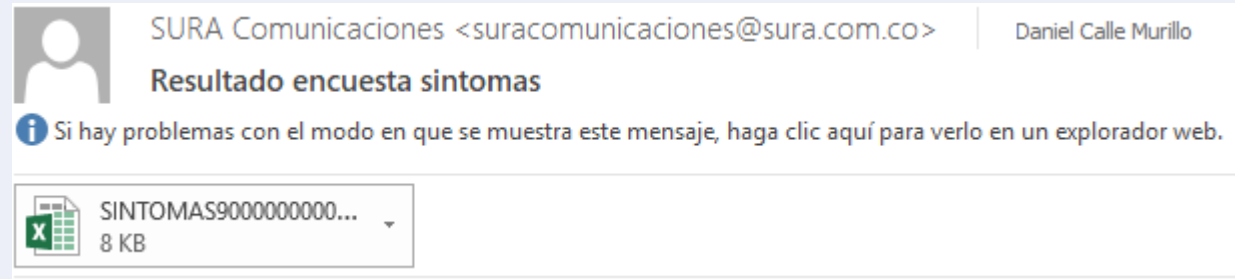 SURA Comunicaciones <suracomunicaciones@sura.com.co> Daniel Calle Murillo
Resultado encuesta sintomas
Si hay problemas con el modo en que se muestra este mensaje, haga clic aquí para verlo en un explorador web.
SINTOMAS9000000000...
8 KB